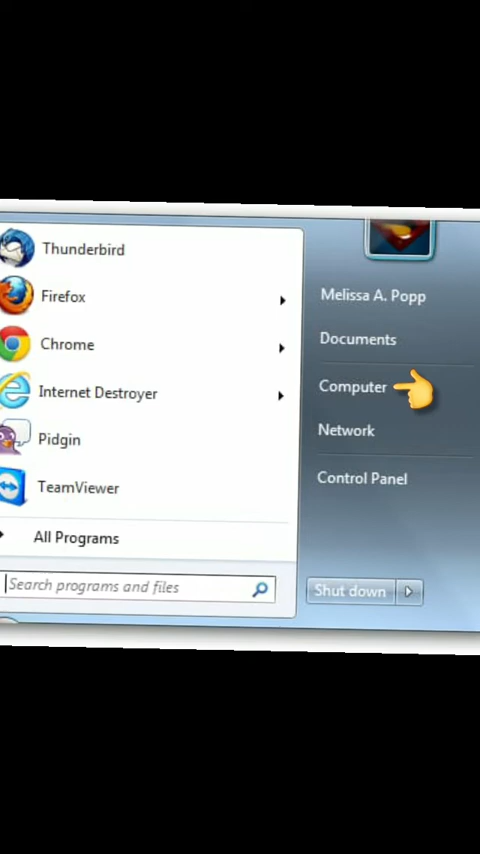 Thunderbird
Firefox
Chrome
Internet Destroyer
Pidgin
TeamViewer
All Programs
Search programs and files
Melissa A. Popp
Documents
Computer
Network
Control Panel
Shut down